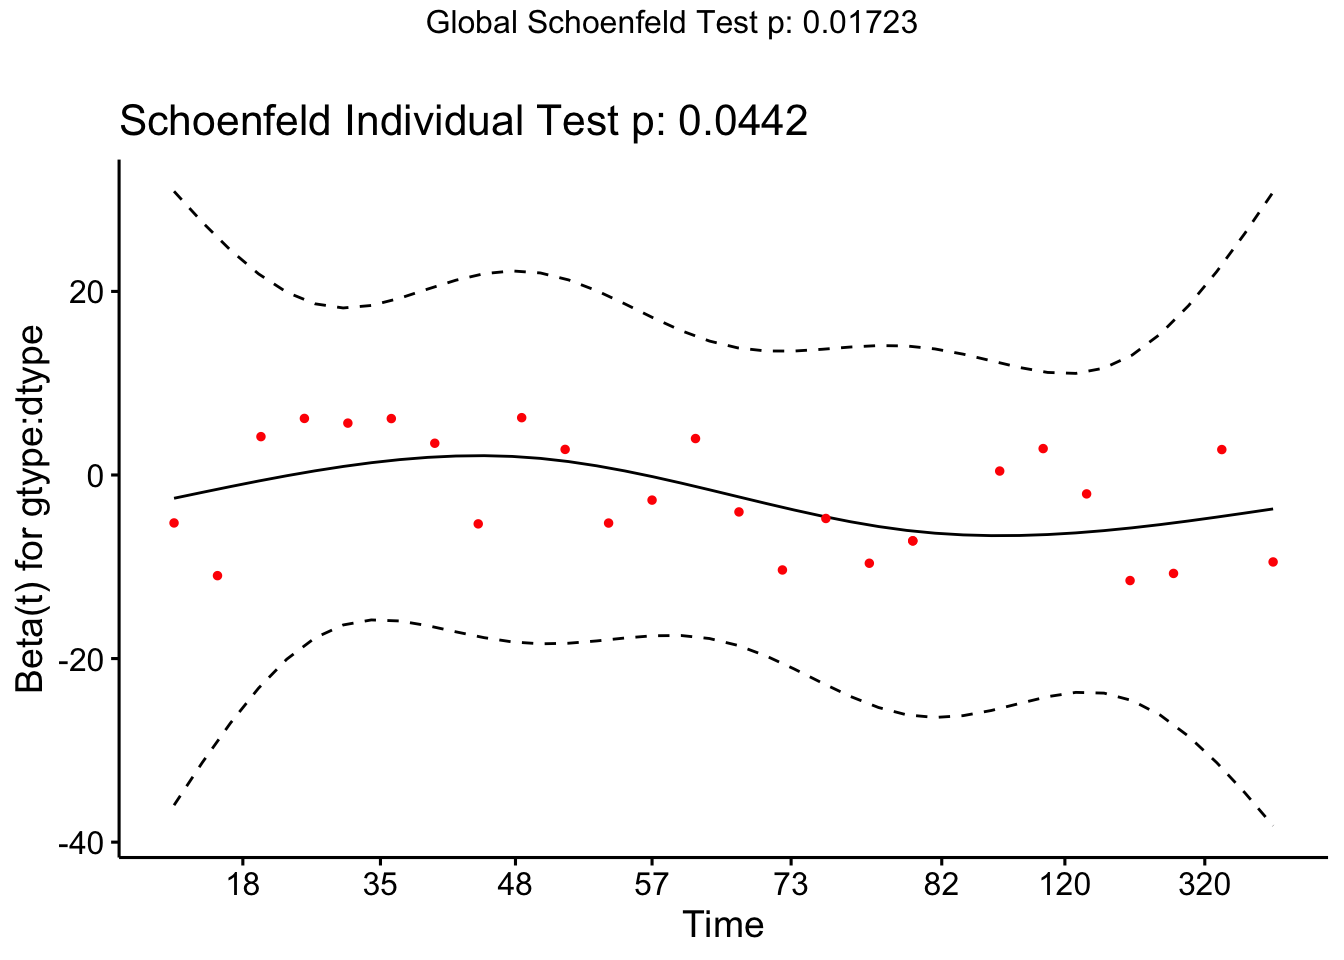 Global Schoenfeld Test p: 0.01723
Schoenfeld Individual Test p: 0.0442
Beta(t) for gtype:dtype
20
0
-20
-40
18 35 48 57 73 82 120 320
Time